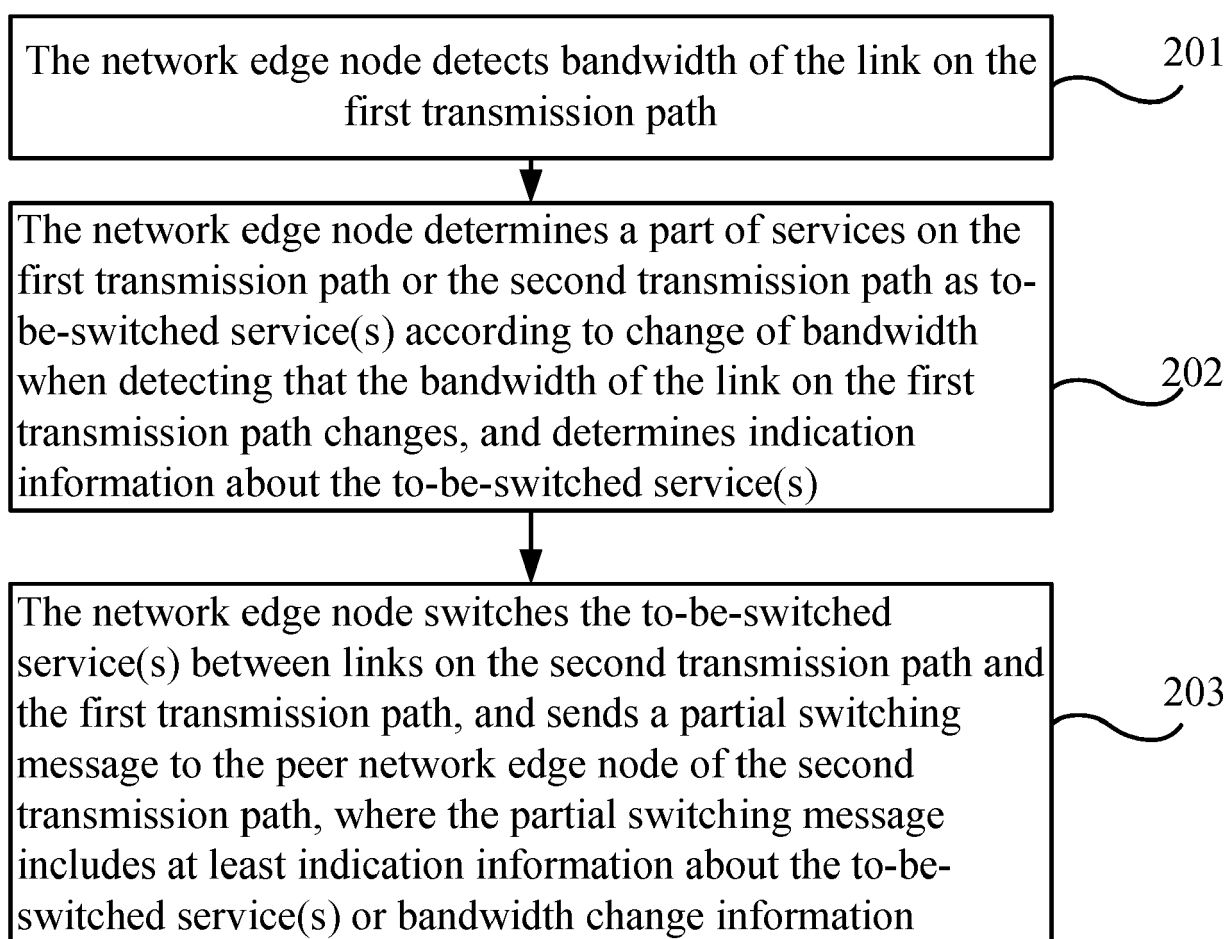 The network edge node detects bandwidth of the link on the
first transmission path
201
The network edge node determines a part of services on the
first transmission path or the second transmission path as to-
be-switched service(s) according to change of bandwidth
when detecting that the bandwidth of the link on the first
transmission path changes, and determines indication
information about the to-be-switched service(s)
202
The network edge node switches the to-be-switched
service(s) between links on the second transmission path and
the first transmission path, and sends a partial switching
message to the peer network edge node of the second
transmission path, where the partial switching message
includes at least indication information about the to-be-
switched service(s) or bandwidth change information
203